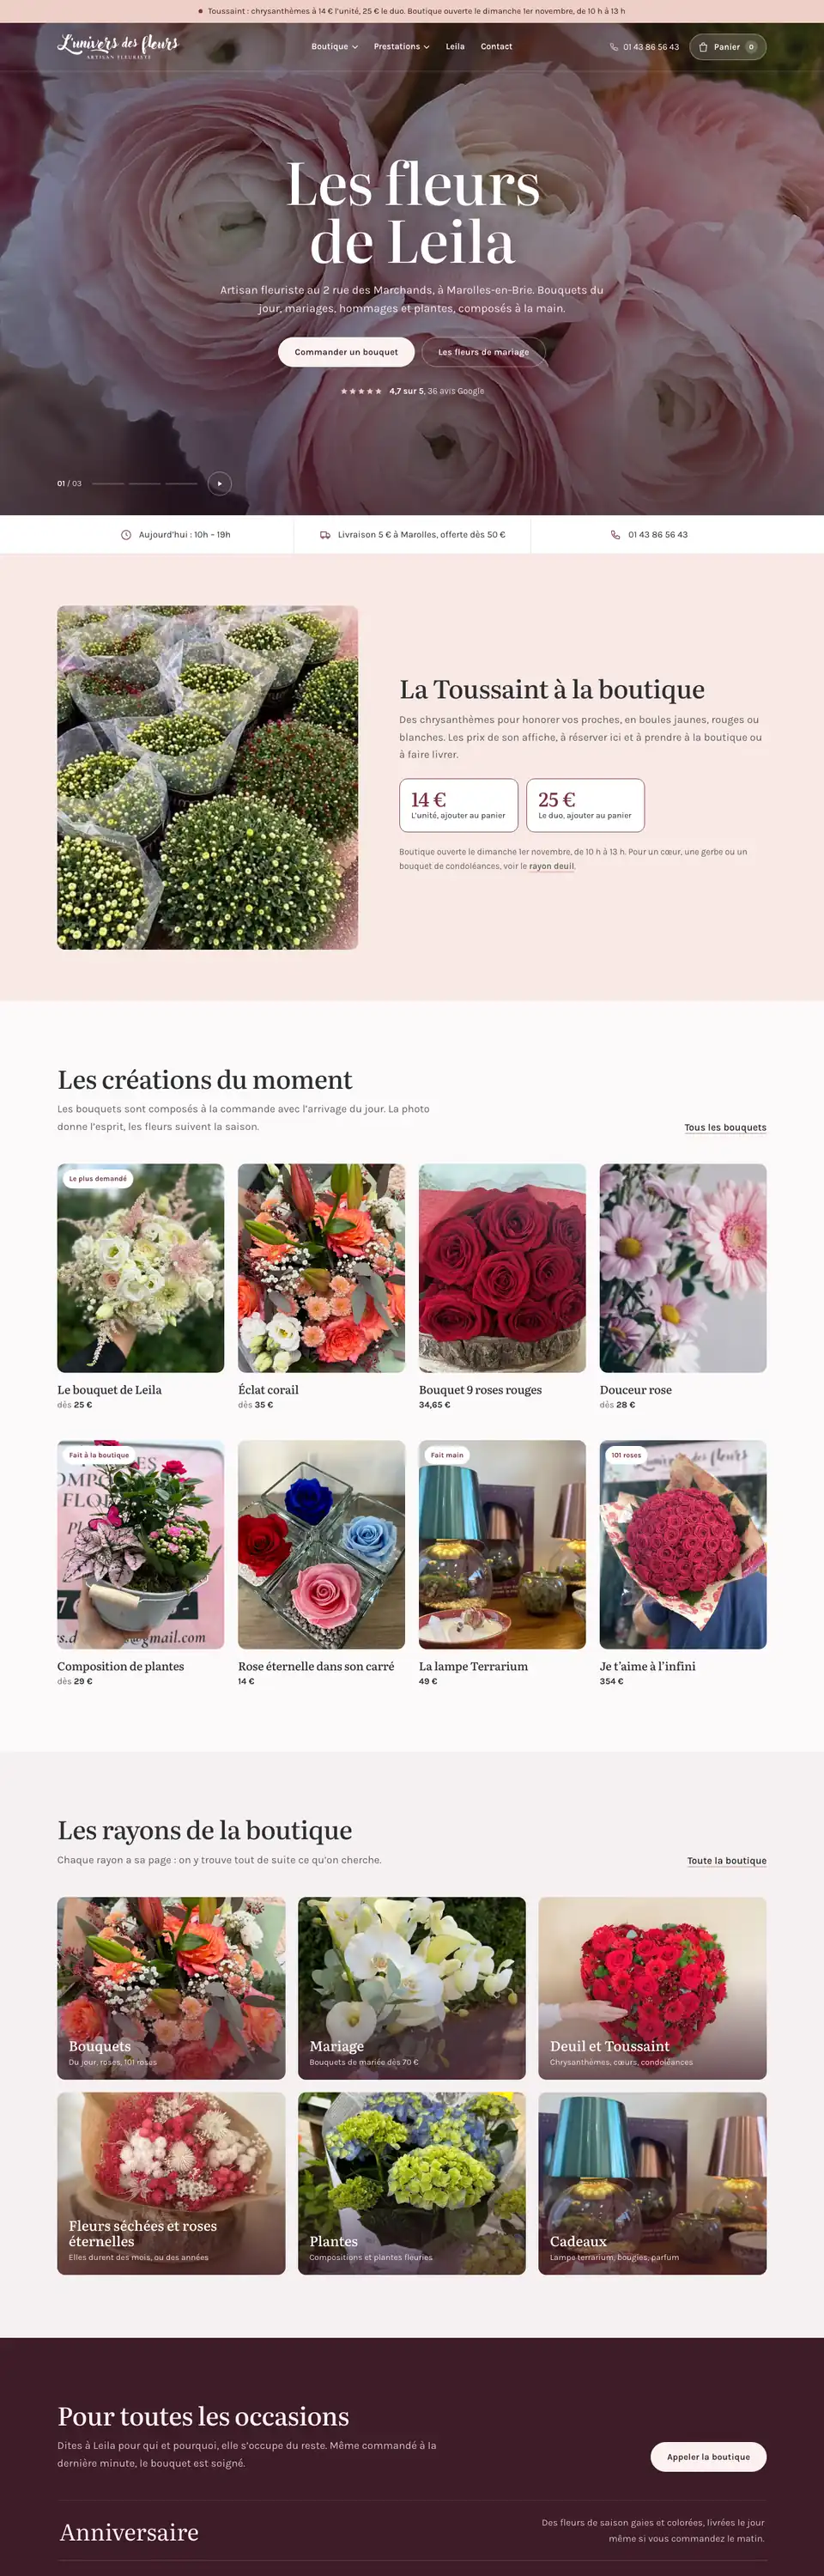 Toussaint : chrysanthèmes à 14 € l'unité, 25 € le duo. Boutique ouverte le dimanche 1er novembre, de 10 h à 13 h
L'univers des fleurs
ARTISAN FLEURISTE
Boutique
Prestations
Leila
Contact
01 43 86 56 43
Panier 0
Les fleurs
de Leila
Artisan fleuriste au 2 rue des Marchands, à Marolles-en-Brie. Bouquets du
jour, mariages, hommages et plantes, composés à la main.
Commander un bouquet
Les fleurs de mariage
4,7 sur 5, 36 avis Google
01 / 03
Aujourd'hui : 10h – 19h
Livraison 5 € à Marolles, offerte dès 50 €
01 43 86 56 43
La Toussaint à la boutique
Des chrysanthèmes pour honorer vos proches, en boules jaunes, rouges ou
blanches. Les prix de son affiche, à réserver ici et à prendre à la boutique ou
à faire livrer.
14 €
L'unité, ajouter au panier
25 €
Le duo, ajouter au panier
Boutique ouverte le dimanche 1er novembre, de 10 h à 13 h. Pour un cœur, une gerbe ou un
bouquet de condoléances, voir le rayon deuil.
Les créations du moment
Les bouquets sont composés à la commande avec l'arrivage du jour. La photo
donne l'esprit, les fleurs suivent la saison.
Tous les bouquets
Le plus demandé
Le bouquet de Leila
dès 25 €
Éclat corail
dès 35 €
Bouquet 9 roses rouges
34,65 €
Douceur rose
dès 28 €
Fait à la boutique
Composition de plantes
dès 29 €
Rose éternelle dans son carré
14 €
Fait main
La lampe Terrarium
49 €
101 roses
Je t'aime à l'infini
354 €
Les rayons de la boutique
Chaque rayon a sa page : on y trouve tout de suite ce qu'on cherche.
Toute la boutique
Bouquets
Du jour, roses, 101 roses
Mariage
Bouquets de mariée dès 70 €
Deuil et Toussaint
Chrysanthèmes, cœurs, condoléances
Fleurs séchées et roses
éternelles
Elles durent des mois, ou des années
Plantes
Compositions et plantes fleuries
Cadeaux
Lampe terrarium, bougies, parfum
Pour toutes les occasions
Dites à Leila pour qui et pourquoi, elle s'occupe du reste. Même commandé à la
dernière minute, le bouquet est soigné.
Appeler la boutique
Anniversaire
Des fleurs de saison gaies et colorées, livrées le jour
même si vous commandez le matin.